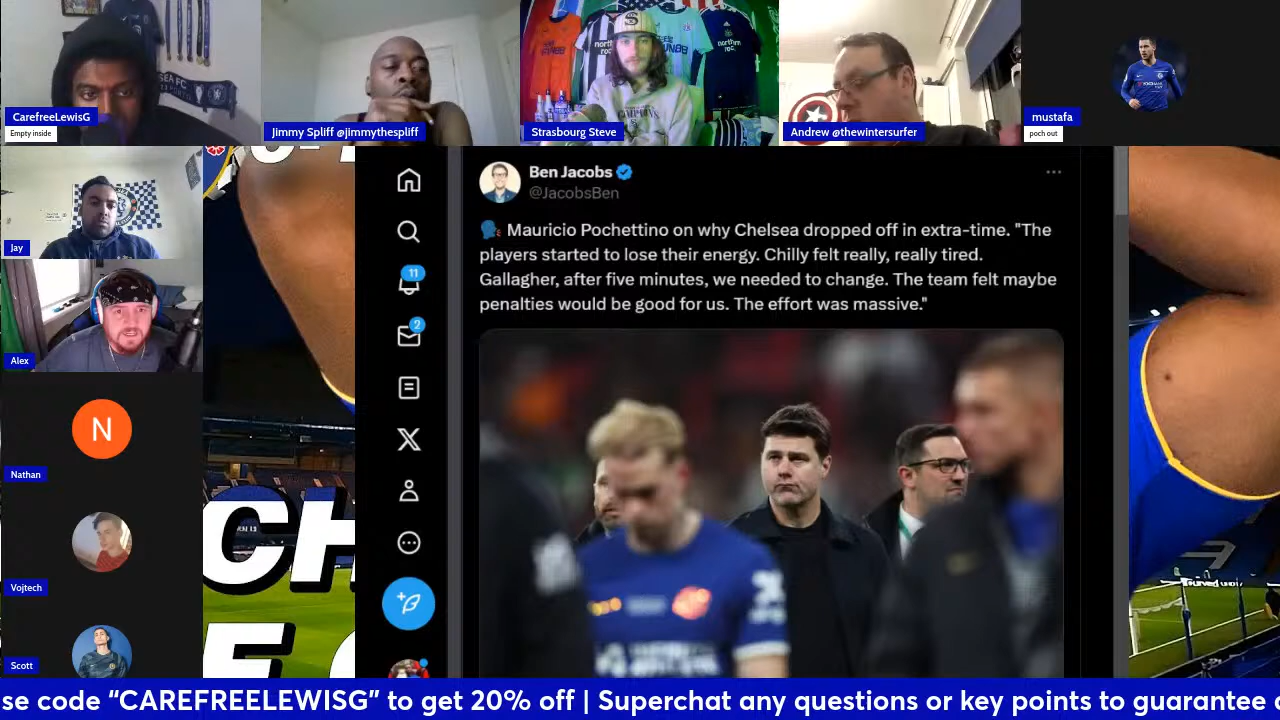 CarefreeLewisG
Empty inside
Jimmy Spliff @jimmythespliff
Strasbourg Steve
Andrew @thewintersurfer
mustafa
poch out
Jay
Alex
N
Nathan
Vojtech
Scott
Ben Jacobs
@JacobsBen
Mauricio Pochettino on why Chelsea dropped off in extra-time. "The
players started to lose their energy. Chilly felt really, really tired.
Gallagher, after five minutes, we needed to change. The team felt maybe
penalties would be good for us. The effort was massive."
11
2
CH
se code “CAREFREELEWISG” to get 20% off | Superchat any questions or key points to guarantee